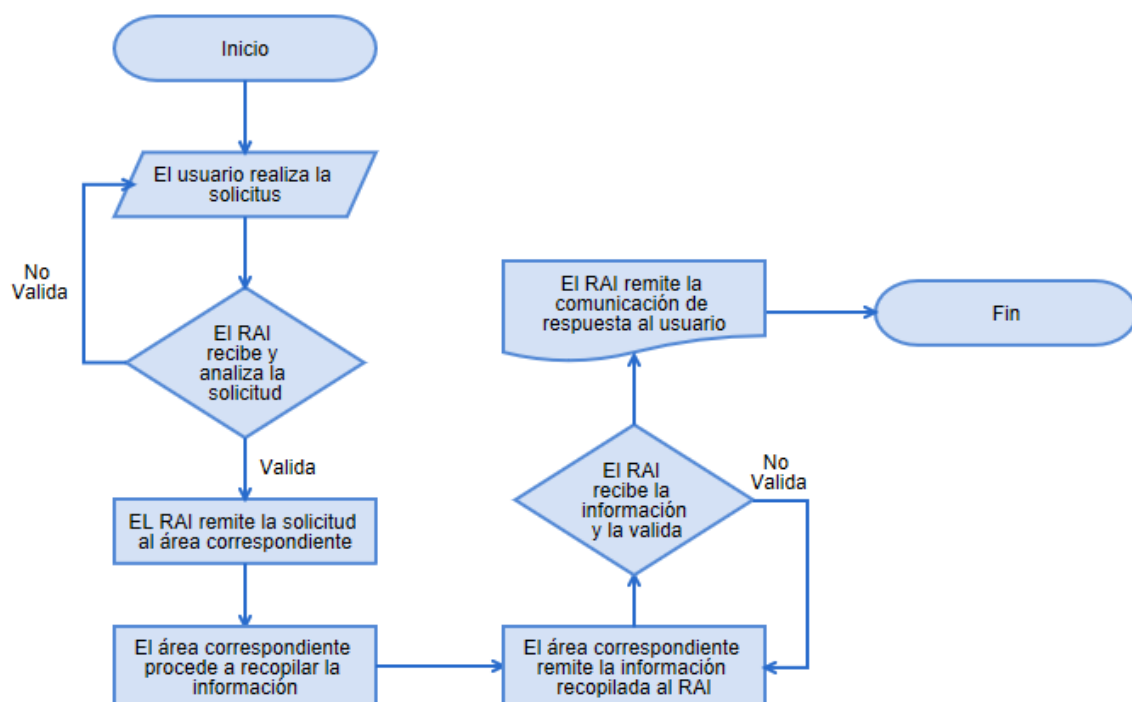 Inicio
El usuario realiza la
solicitus
No
Valida
El RAI
recibe y
analiza la
solicitud
Valida
EL RAI remite la solicitud
al área correspondiente
El área correspondiente
procede a recopilar la
información
El área correspondiente
remite la información
recopilada al RAI
El RAI
recibe la
información
y la valida
No
Valida
El RAI remite la
comunicación de
respuesta al usuario
Fin